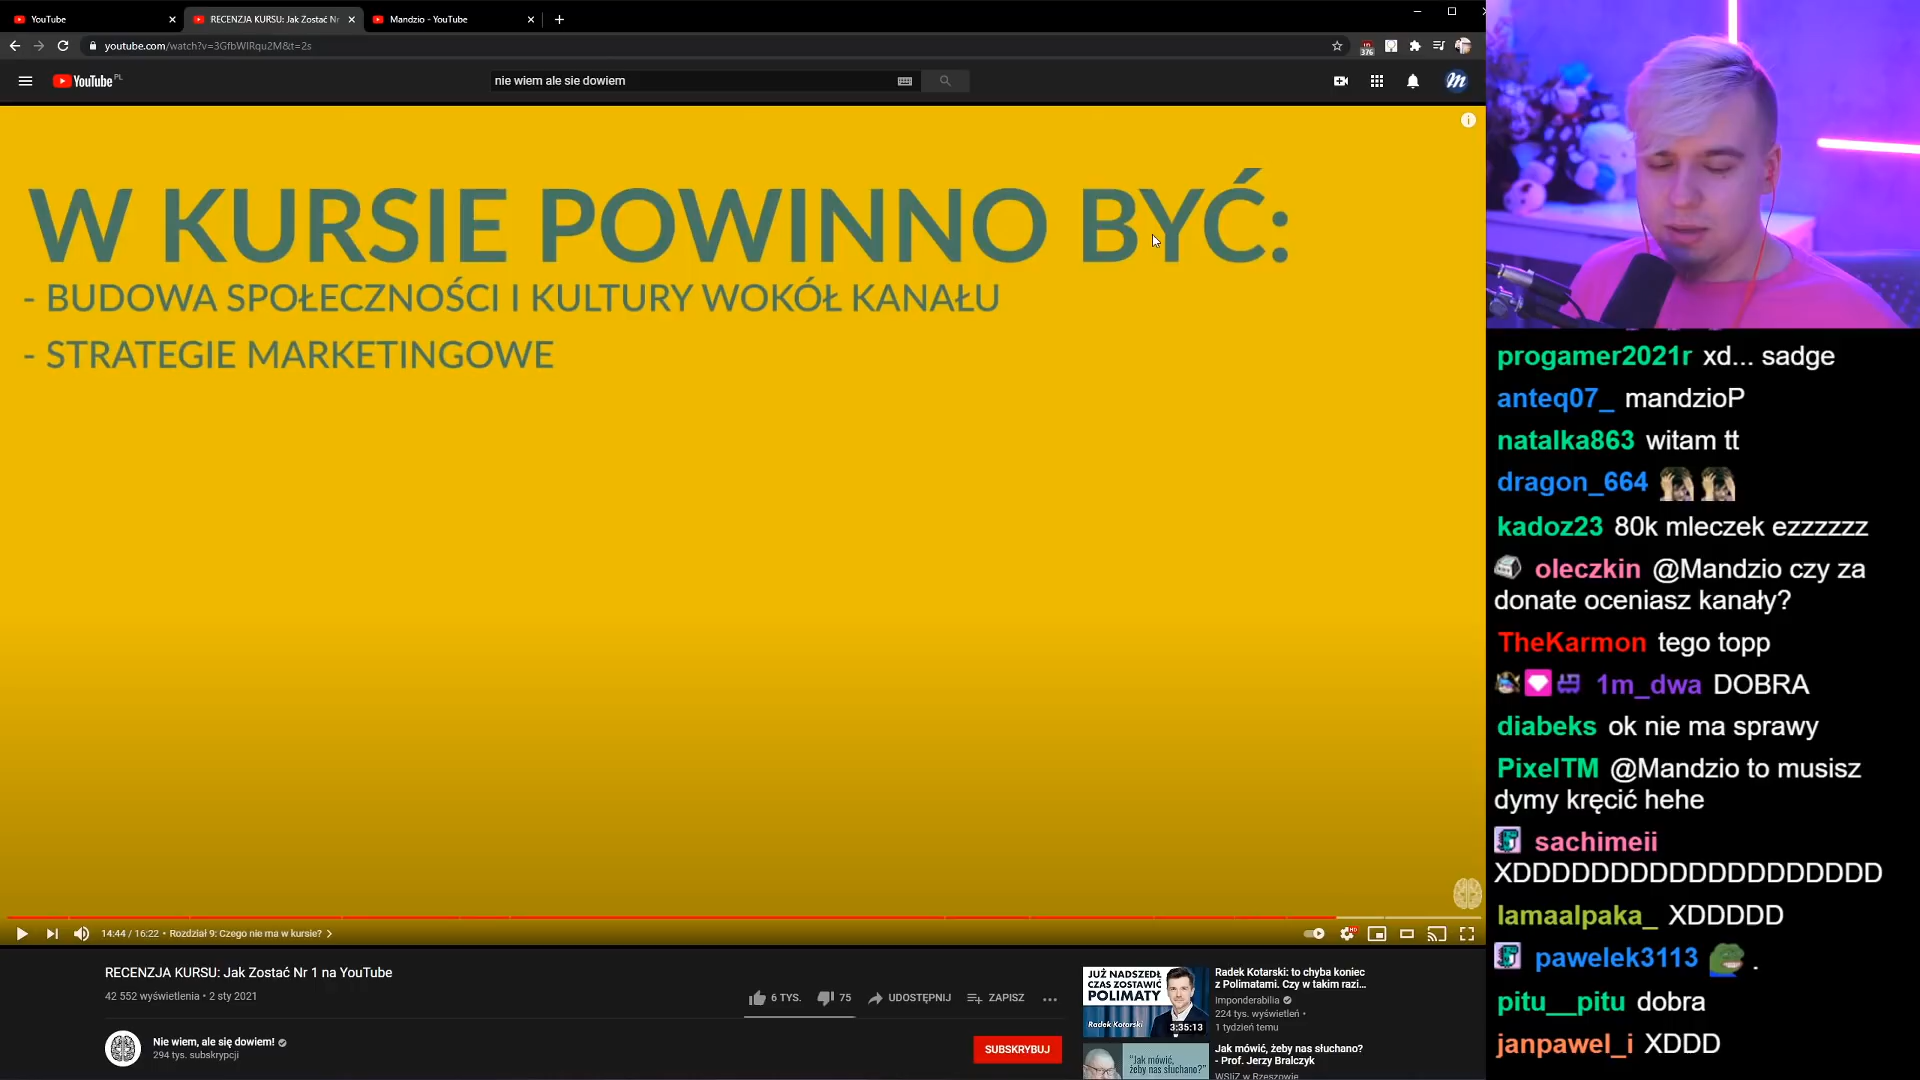 YouTube
RECENZJA KURSU: Jak Zostać Nr
Mandzio - YouTube
youtube.com/watch?v=3GfbWlRqu2M&t=2s
376
YouTube PL
nie wiem ale sie dowiem
W KURSIE POWINNO BYĆ:
- BUDOWA SPOŁECZNOŚCI I KULTURY WOKÓŁ KANAŁU
- STRATEGIE MARKETINGOWE
14:44 / 16:22 • Rozdział 9: Czego nie ma w kursie?
HD
RECENZJA KURSU: Jak Zostać Nr 1 na YouTube
42 552 wyświetlenia • 2 sty 2021
6 TYS.
75
UDOSTĘPNIJ
ZAPISZ
Nie wiem, ale się dowiem!
294 tys. subskrypcji
SUBSKRYBUJ
JUŻ NADSZEDŁ
CZAS ZOSTAWIĆ
POLIMATY
Radek Kotarski
3:35:13
Radek Kotarski: to chyba koniec
z Polimatami. Czy w takim razi...
Imponderabilia
224 tys. wyświetleń •
1 tydzień temu
"Jak mówić,
żeby nas słuchano?"
Jak mówić, żeby nas słuchano?
- Prof. Jerzy Bralczyk
WSIiZ w Rzeszowie
progamer2021r xd... sadge
anteq07_ mandzioP
natalka863 witam tt
dragon_664
kadoz23 80k mleczek ezzzzzz
oleczkin @Mandzio czy za
donate oceniasz kanały?
TheKarmon tego topp
1m_dwa DOBRA
diabeks ok nie ma sprawy
PixelTM @Mandzio to musisz
dymy kręcić hehe
sachimeii
XDDDDDDDDDDDDDDDDDDD
lamaalpaka_ XDDDDD
pawelek3113 .
pitu__pitu dobra
janpawel_i XDDD